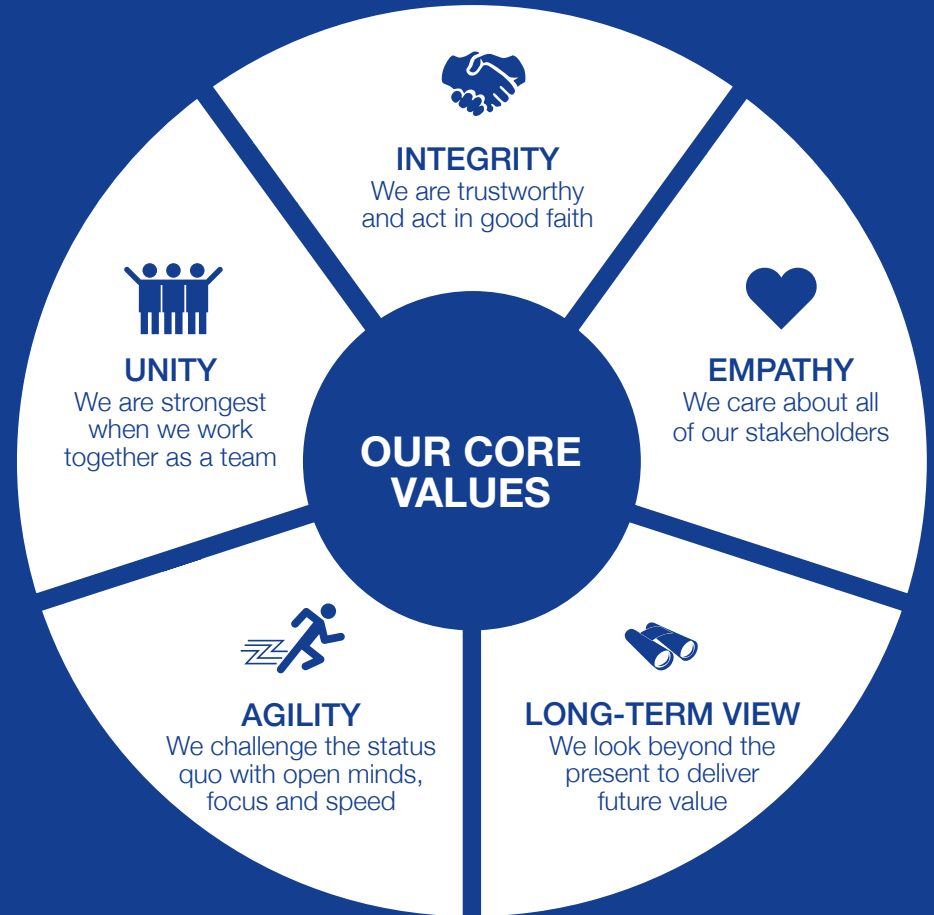 INTEGRITY
We are trustworthy
and act in good faith
EMPATHY
We care about all
of our stakeholders
LONG-TERM VIEW
We look beyond the
present to deliver
future value
AGILITY
We challenge the status
quo with open minds,
focus and speed
UNITY
We are strongest
when we work
together as a team
OUR CORE
VALUES